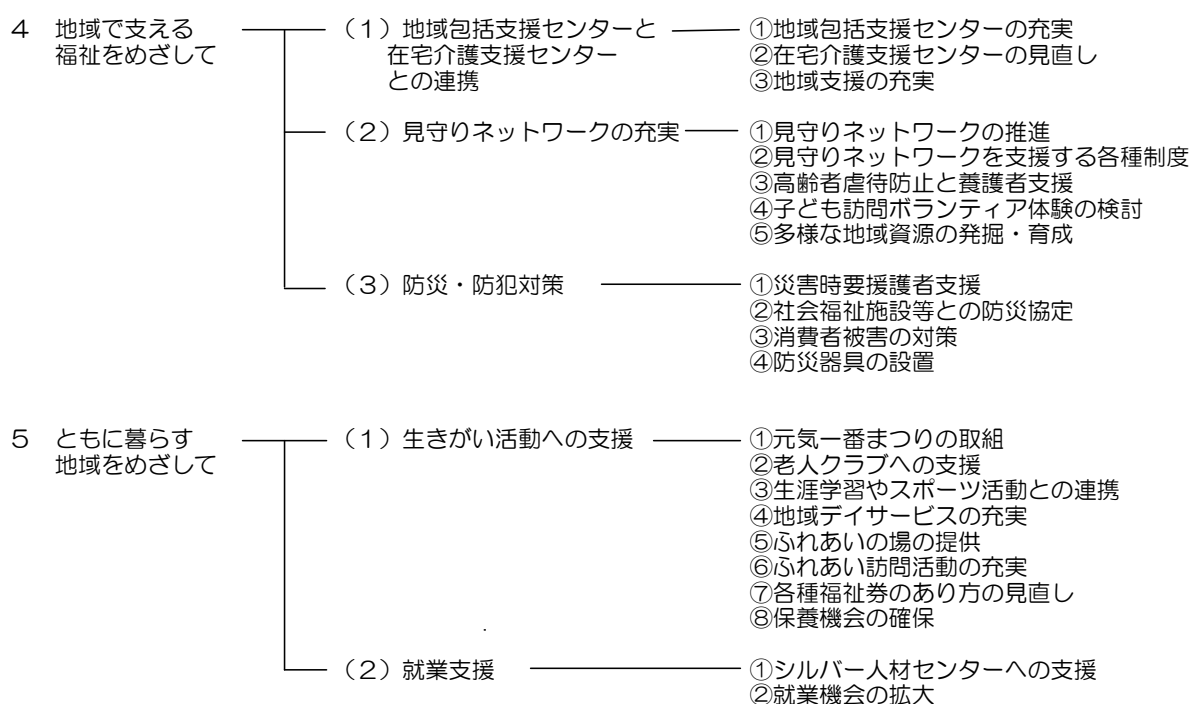 4 地域で支える
福祉をめざして
(1)地域包括支援センターと
在宅介護支援センター
との連携
①地域包括支援センターの充実
②在宅介護支援センターの見直し
③地域支援の充実
(2)見守りネットワークの充実
①見守りネットワークの推進
②見守りネットワークを支援する各種制度
③高齢者虐待防止と養護者支援
④子ども訪問ボランティア体験の検討
⑤多様な地域資源の発掘・育成
(3)防災・防犯対策
①災害時要援護者支援
②社会福祉施設等との防災協定
③消費者被害の対策
④防災器具の設置
5 ともに暮らす
地域をめざして
(1)生きがい活動への支援
①元気一番まつりの取組
②老人クラブへの支援
③生涯学習やスポーツ活動との連携
④地域デイサービスの充実
⑤ふれあいの場の提供
⑥ふれあい訪問活動の充実
⑦各種福祉券のあり方の見直し
⑧保養機会の確保
(2)就業支援
①シルバー人材センターへの支援
②就業機会の拡大